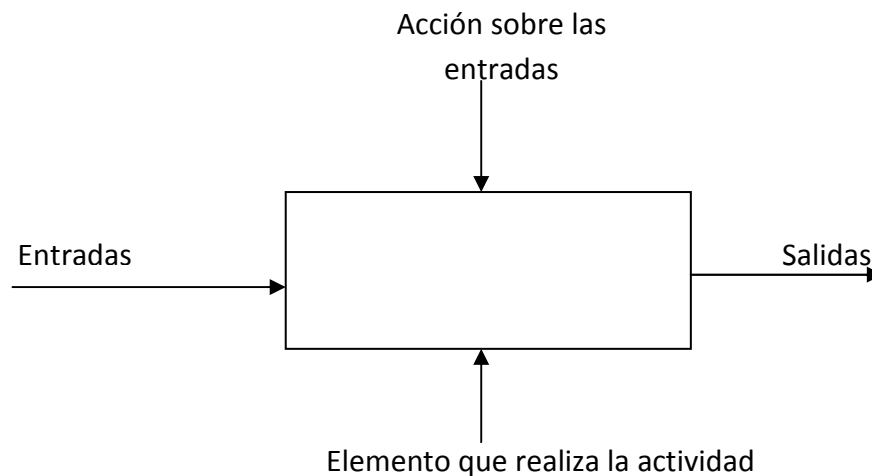 Acción sobre las
entradas
Entradas
Salidas
Elemento que realiza la actividad